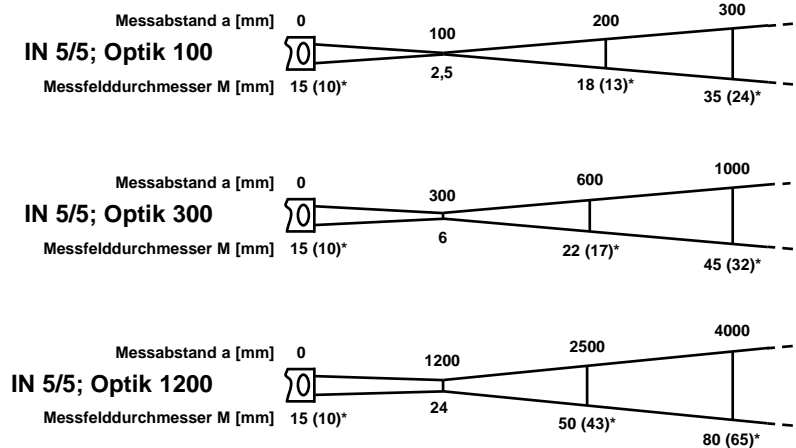 Messabstand a [mm] 0 100 200 300
IN 5/5; Optik 100
Messfelddurchmesser M [mm] 15 (10)* 2,5 18 (13)* 35 (24)*
Messabstand a [mm] 0 300 600 1000
IN 5/5; Optik 300
Messfelddurchmesser M [mm] 15 (10)* 6 22 (17)* 45 (32)*
Messabstand a [mm] 0 1200 2500 4000
IN 5/5; Optik 1200
Messfelddurchmesser M [mm] 15 (10)* 24 50 (43)* 80 (65)*